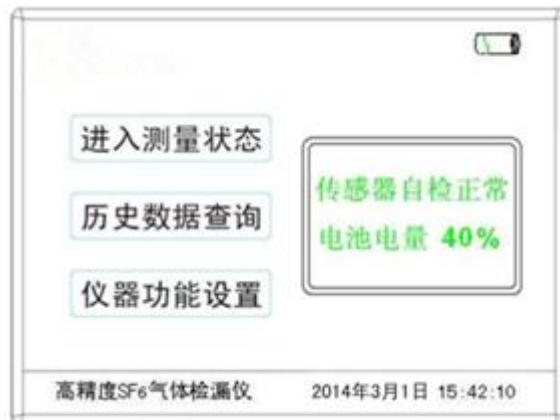 进入测量状态
历史数据查询
仪器功能设置
传感器自检正常
电池电量 40%
高精度SF6气体检漏仪
2014年3月1日 15:42:10